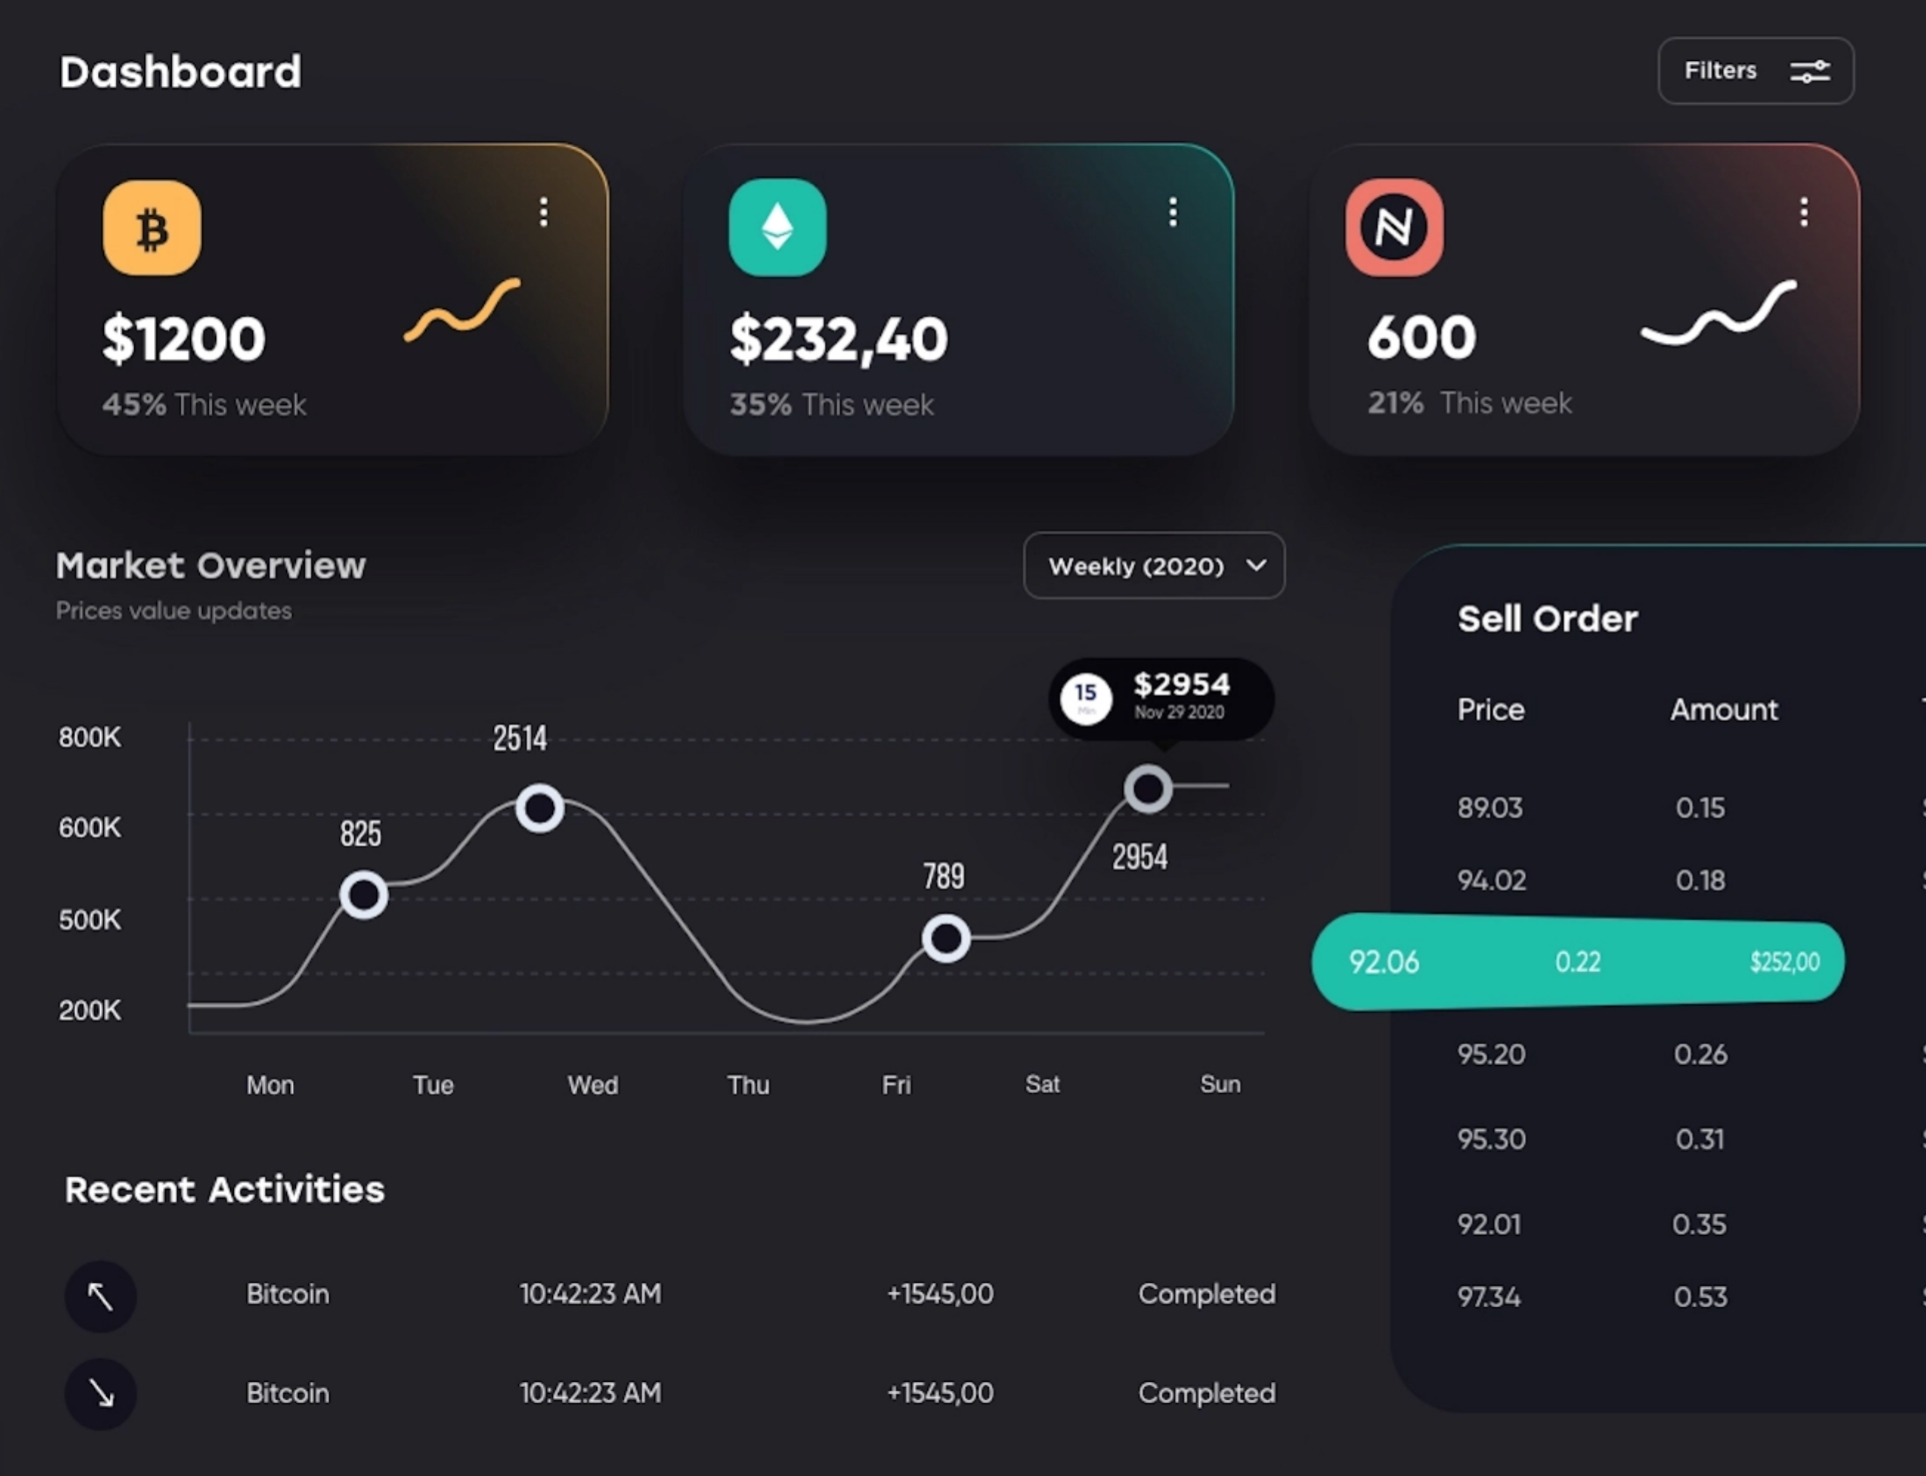 Dashboard
Filters
$1200
45% This week
$232,40
35% This week
600
21% This week
Market Overview
Prices value updates
Weekly (2020)
15
Min
$2954
Nov 29 2020
800K
600K
500K
200K
825
2514
789
2954
Mon Tue Wed Thu Fri Sat Sun
Recent Activities
Bitcoin 10:42:23 AM +1545,00 Completed
Bitcoin 10:42:23 AM +1545,00 Completed
Sell Order
Price Amount
89.03 0.15
94.02 0.18
92.06 0.22 $252,00
95.20 0.26
95.30 0.31
92.01 0.35
97.34 0.53